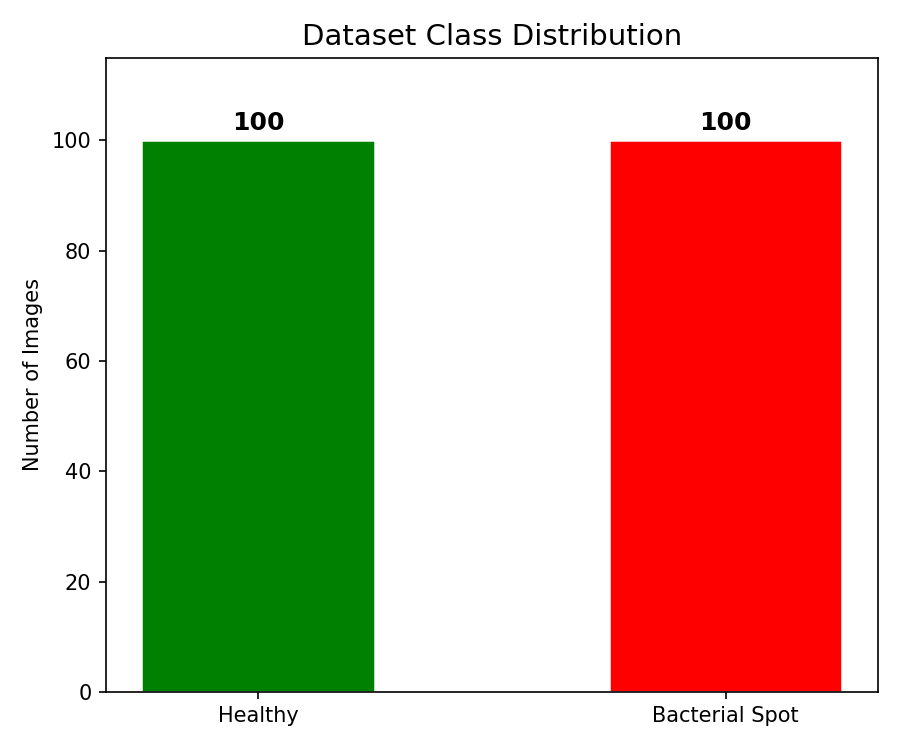 Dataset Class Distribution
100
100
Number of Images
100
80
60
40
20
0
Healthy
Bacterial Spot